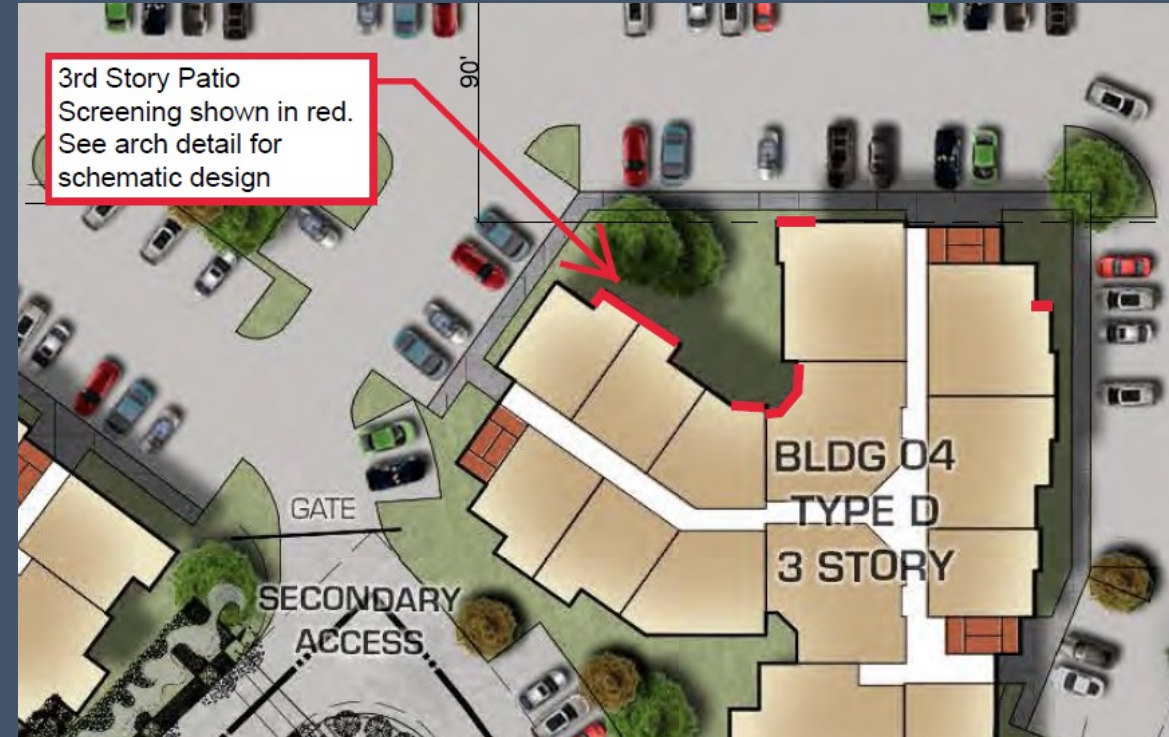 3rd Story Patio
Screening shown in red.
See arch detail for
schematic design
90'
BLDG 04
TYPE D
3 STORY
GATE
SECONDARY
ACCESS